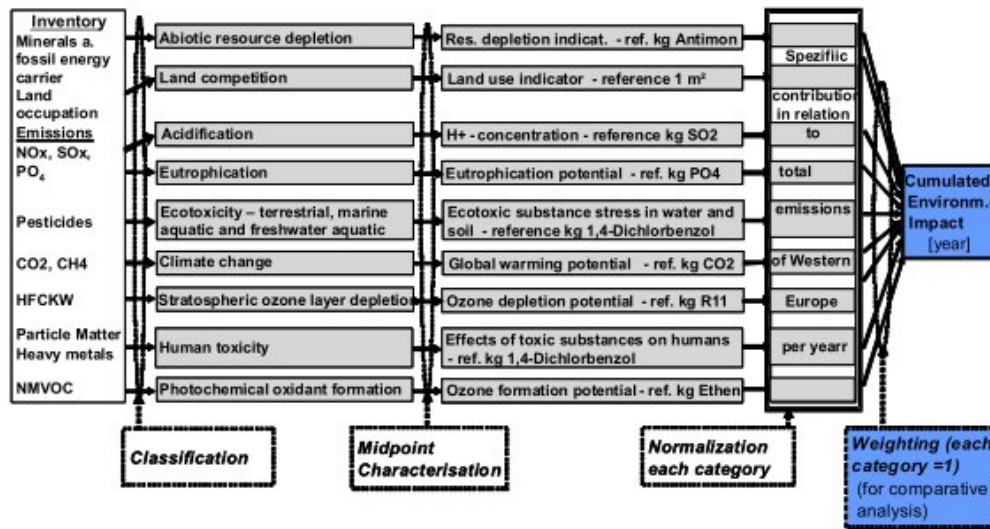 Inventory
Minerals a.
fossil energy
carrier
Land
occupation
Emissions
NOx, SOx,
PO4
Pesticides
CO2, CH4
HFCKW
Particle Matter
Heavy metals
NMVOC
Abiotic resource depletion
Land competition
Acidification
Eutrophication
Ecotoxicity – terrestrial, marine
aquatic and freshwater aquatic
Climate change
Stratospheric ozone layer depletion
Human toxicity
Photochemical oxidant formation
Res. depletion indicat. - ref. kg Antimon
Land use indicator - reference 1 m²
H+ - concentration - reference kg SO2
Eutrophication potential - ref. kg PO4
Ecotoxic substance stress in water and
soil - reference kg 1,4-Dichlorbenzol
Global warming potential - ref. kg CO2
Ozone depletion potential - ref. kg R11
Effects of toxic substances on humans
- ref. kg 1,4-Dichlorbenzol
Ozone formation potential - ref. kg Ethen
Spezifiic
contribution
in relation
to
total
emissions
of Western
Europe
per yearr
Cumulated
Environm.
Impact
[year]
Classification
Midpoint
Characterisation
Normalization
each category
Weighting (each
category =1)
(for comparative
analysis)